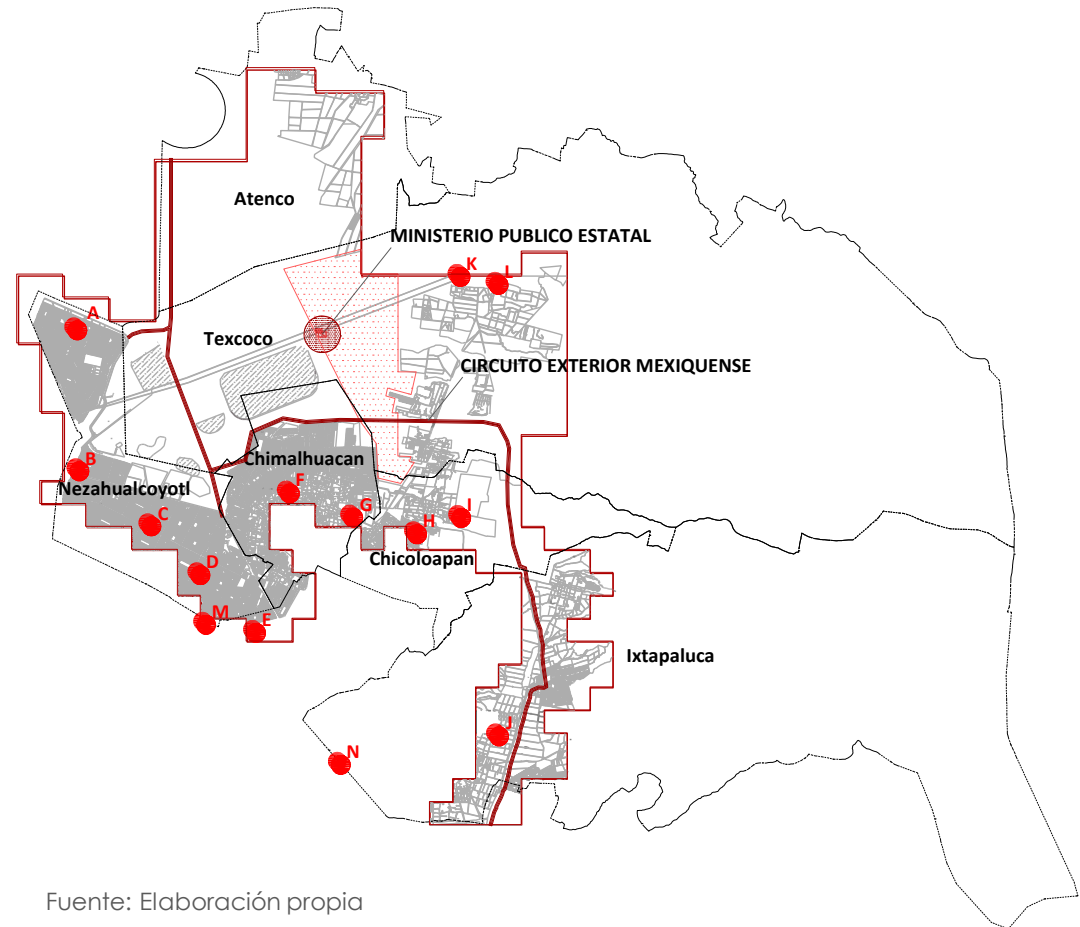 Atenco
MINISTERIO PUBLICO ESTATAL
K
L
A
Texcoco
CIRCUITO EXTERIOR MEXIQUENSE
B
Chimalhuacan
Nezahualcoyotl
F
C
G
H
I
Chicoloapan
D
M
E
Ixtapaluca
J
N
Fuente: Elaboración propia